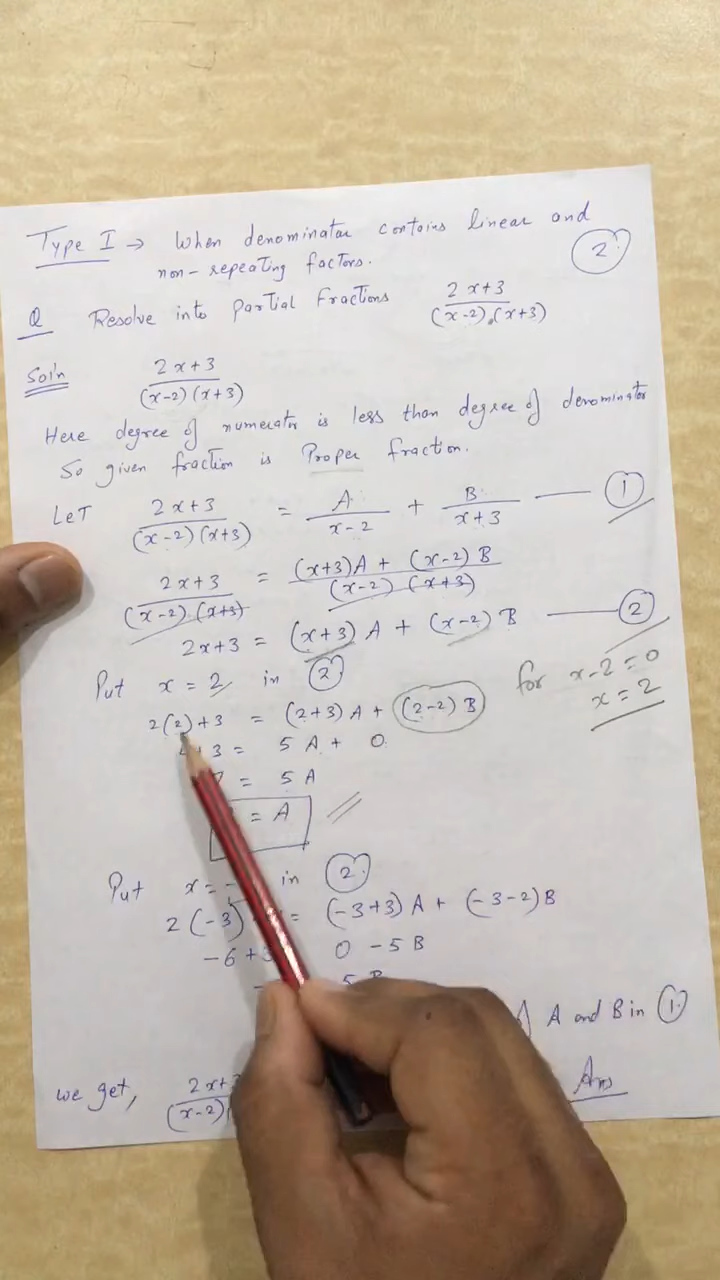 Type I → When denominator contains linear and
non-repeating factors. 2
Q Resolve into Partial Fractions (2x+3)/((x-2).(x+3))
Soln (2x+3)/((x-2)(x+3))
Here degree of numerator is less than degree of denominator
So given fraction is Proper fraction.
Let (2x+3)/((x-2)(x+3)) = A/(x-2) + B/(x+3) — 1
(2x+3)/((x-2)(x+3)) = ((x+3)A + (x-2)B)/((x-2)(x+3))
2x+3 = (x+3)A + (x-2)B — 2
Put x = 2 in 2
for x-2=0
x=2
2(2)+3 = (2+3)A + (2-2)B
+3 = 5A + 0
= 5A
= A
Put x = - in 2
2(-3) = (-3+3)A + (-3-2)B
-6+ 0 -5B
A and B in 1
we get, 2x+ (x-2) Ans